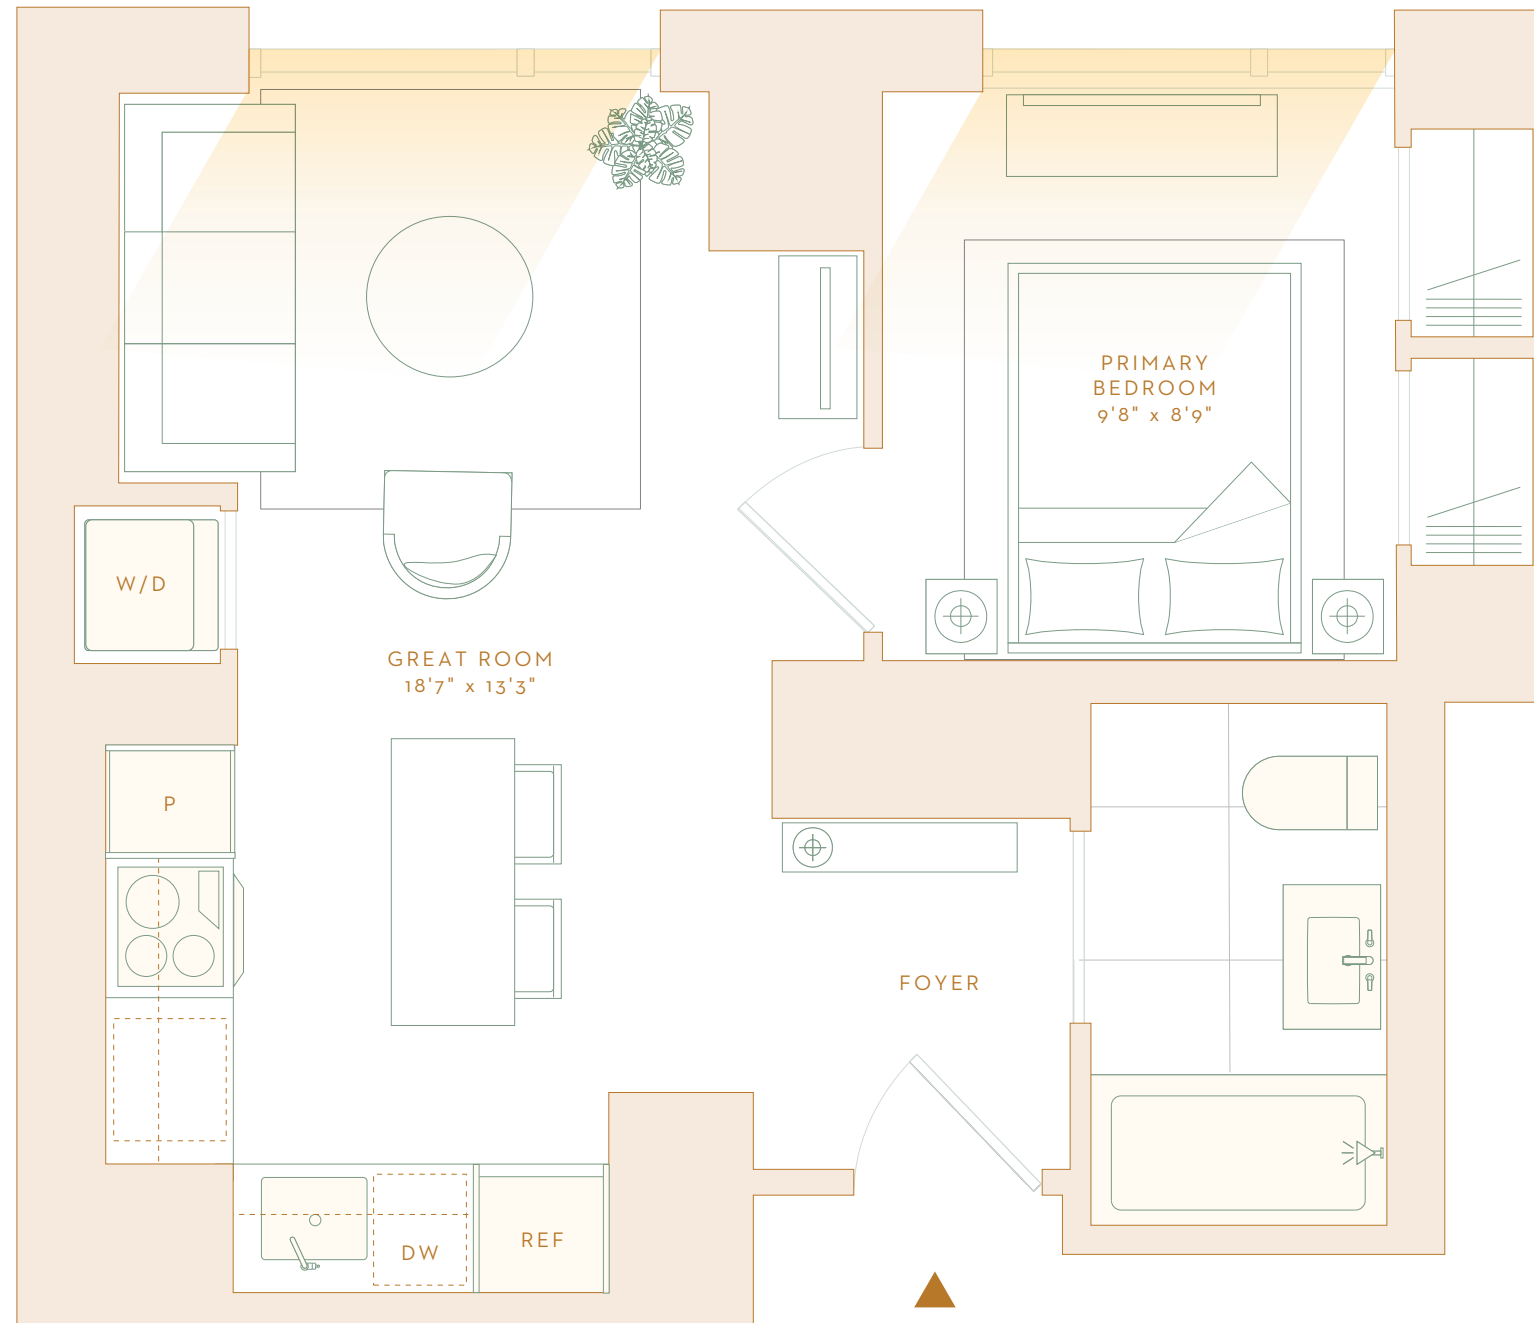 PRIMARY
BEDROOM
9'8" x 8'9"
W/D
GREAT ROOM
18'7" x 13'3"
P
FOYER
DW
REF